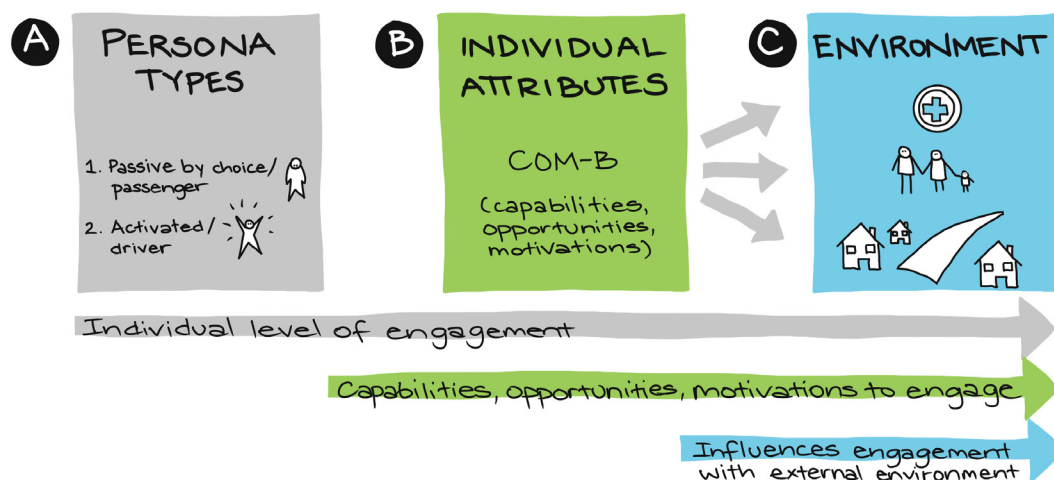 A
PERSONA
TYPES
1. Passive by choice/
passenger
2. Activated/
driver
B
INDIVIDUAL
ATTRIBUTES
COM-B
(capabilities,
opportunities,
motivations)
C
ENVIRONMENT
Individual level of engagement
Capabilities, opportunities, motivations to engage
Influences engagement
with external environment